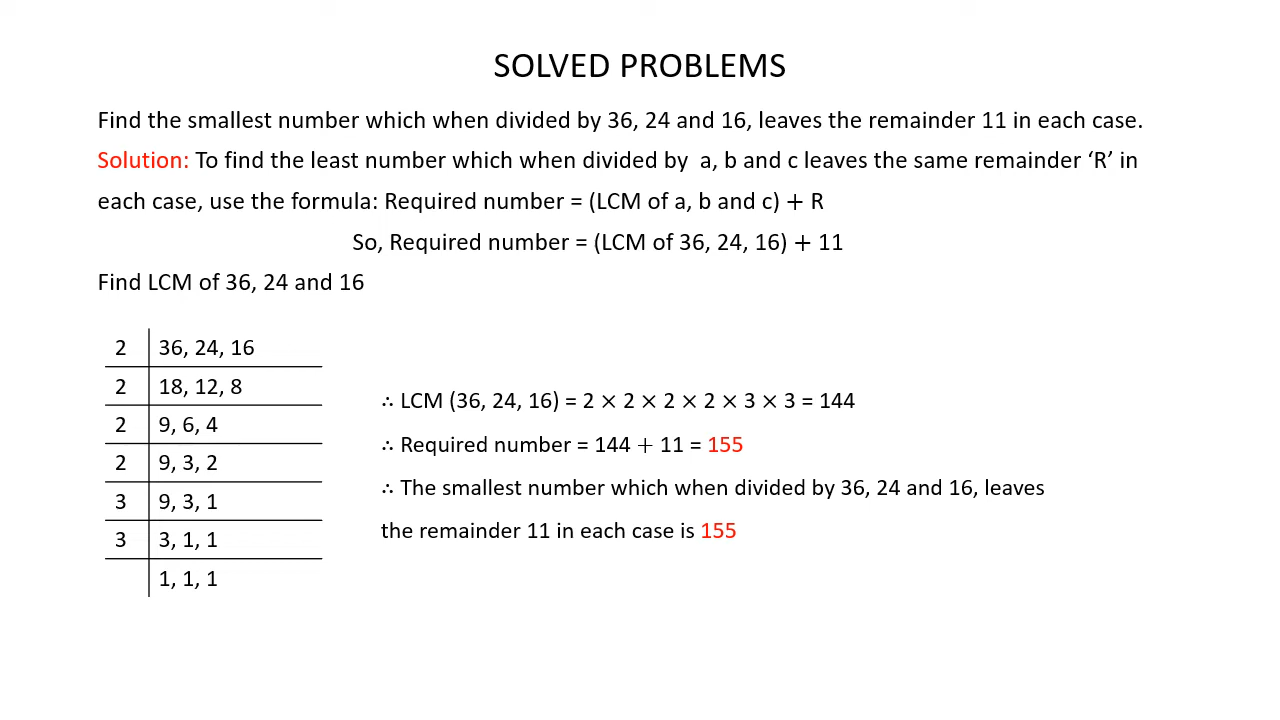 SOLVED PROBLEMS
Find the smallest number which when divided by 36, 24 and 16, leaves the remainder 11 in each case.
Solution: To find the least number which when divided by a, b and c leaves the same remainder ‘R’ in
each case, use the formula: Required number = (LCM of a, b and c) + R
So, Required number = (LCM of 36, 24, 16) + 11
Find LCM of 36, 24 and 16
2 36, 24, 16
2 18, 12, 8
2 9, 6, 4
2 9, 3, 2
3 9, 3, 1
3 3, 1, 1
1, 1, 1
∴ LCM (36, 24, 16) = 2 × 2 × 2 × 2 × 3 × 3 = 144
∴ Required number = 144 + 11 = 155
∴ The smallest number which when divided by 36, 24 and 16, leaves
the remainder 11 in each case is 155